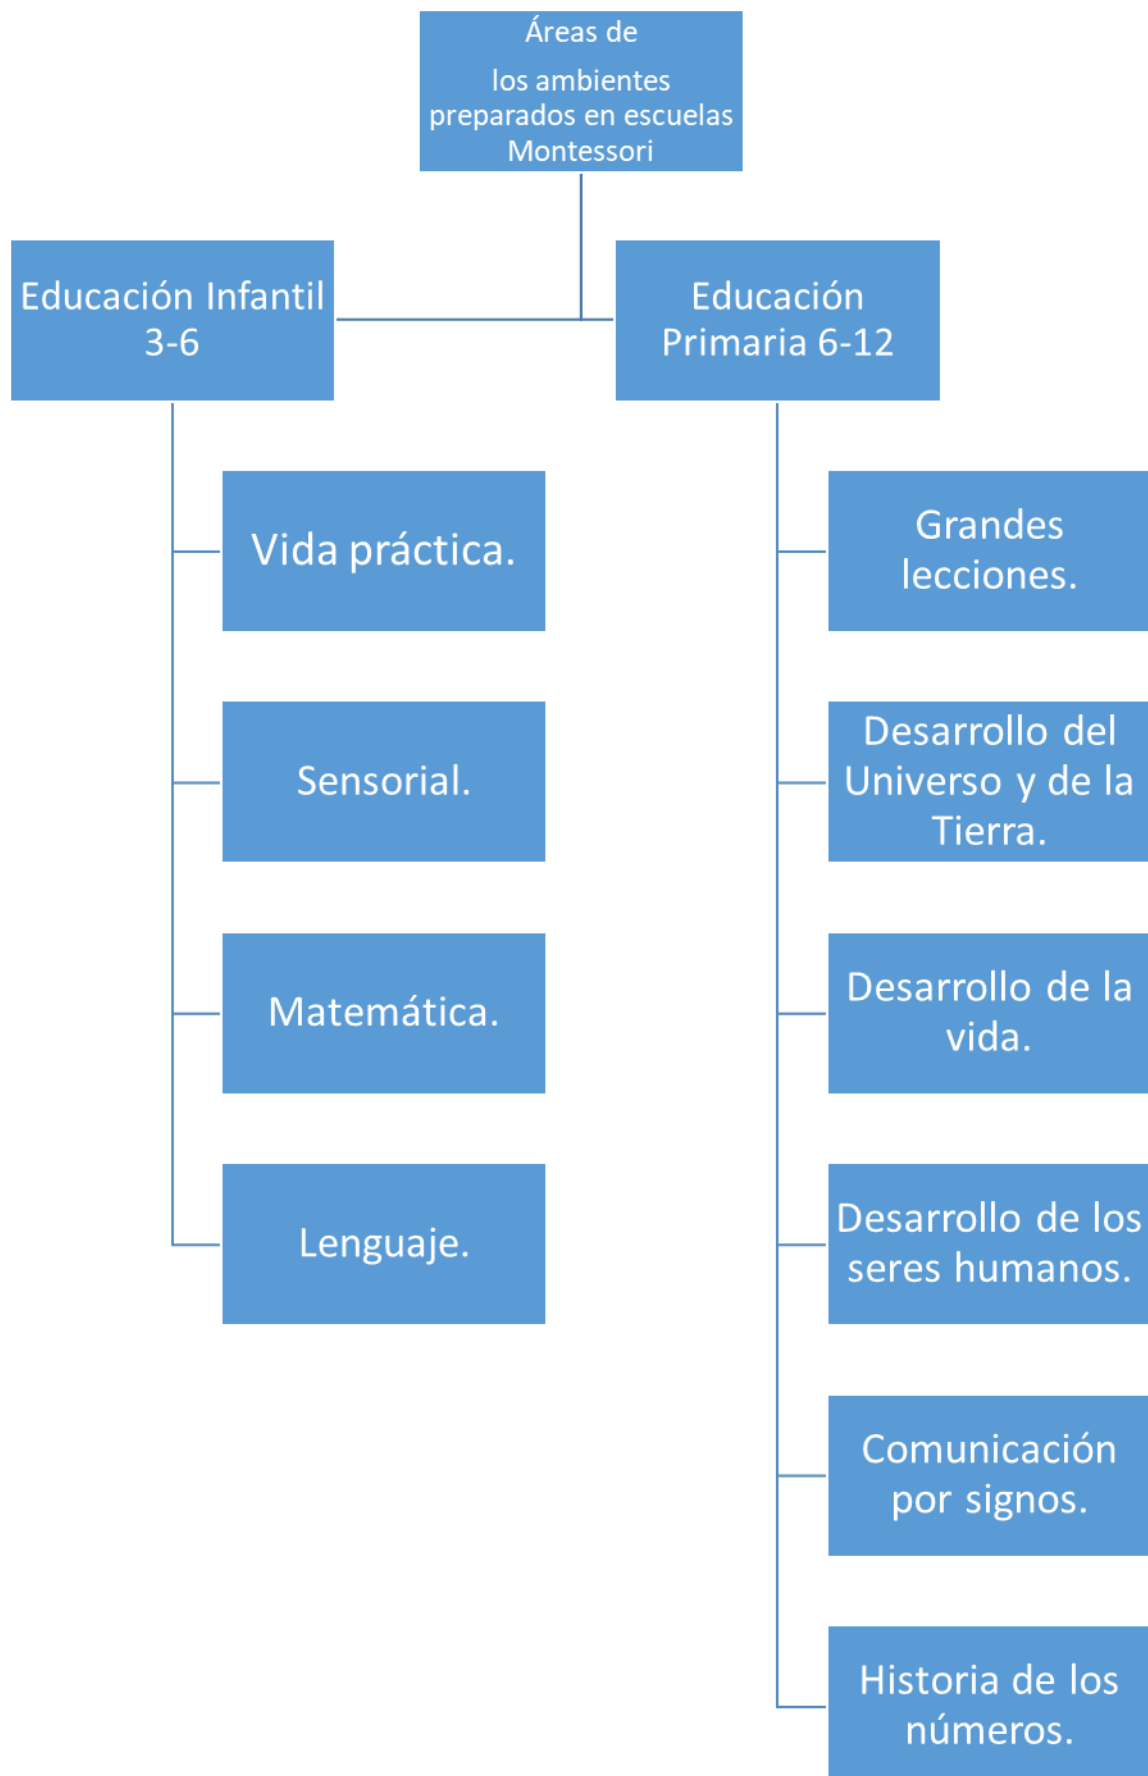 Áreas de
los ambientes
preparados en escuelas
Montessori
Educación Infantil
3-6
Educación
Primaria 6-12
Vida práctica.
Sensorial.
Matemática.
Lenguaje.
Grandes
lecciones.
Desarrollo del
Universo y de la
Tierra.
Desarrollo de la
vida.
Desarrollo de los
seres humanos.
Comunicación
por signos.
Historia de los
números.